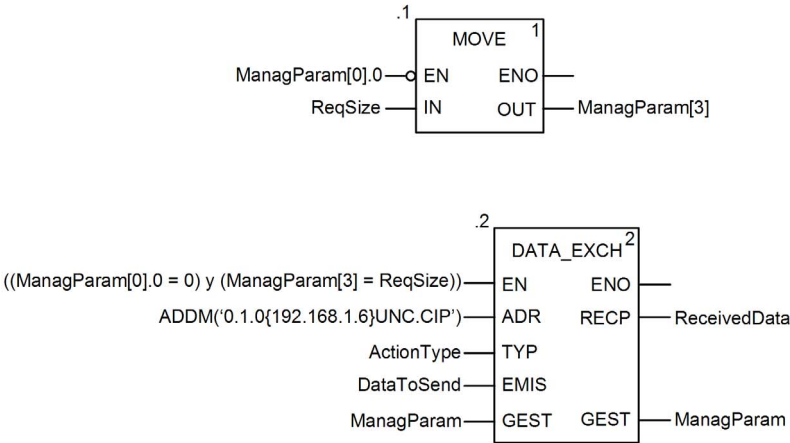 .1
MOVE 1
ManagParam[0].0 EN ENO
ReqSize IN OUT ManagParam[3]
.2
DATA_EXCH 2
((ManagParam[0].0 = 0) y (ManagParam[3] = ReqSize)) EN ENO
ADDM(‘0.1.0{192.168.1.6}UNC.CIP’) ADR RECP ReceivedData
ActionType TYP
DataToSend EMIS
ManagParam GEST GEST ManagParam